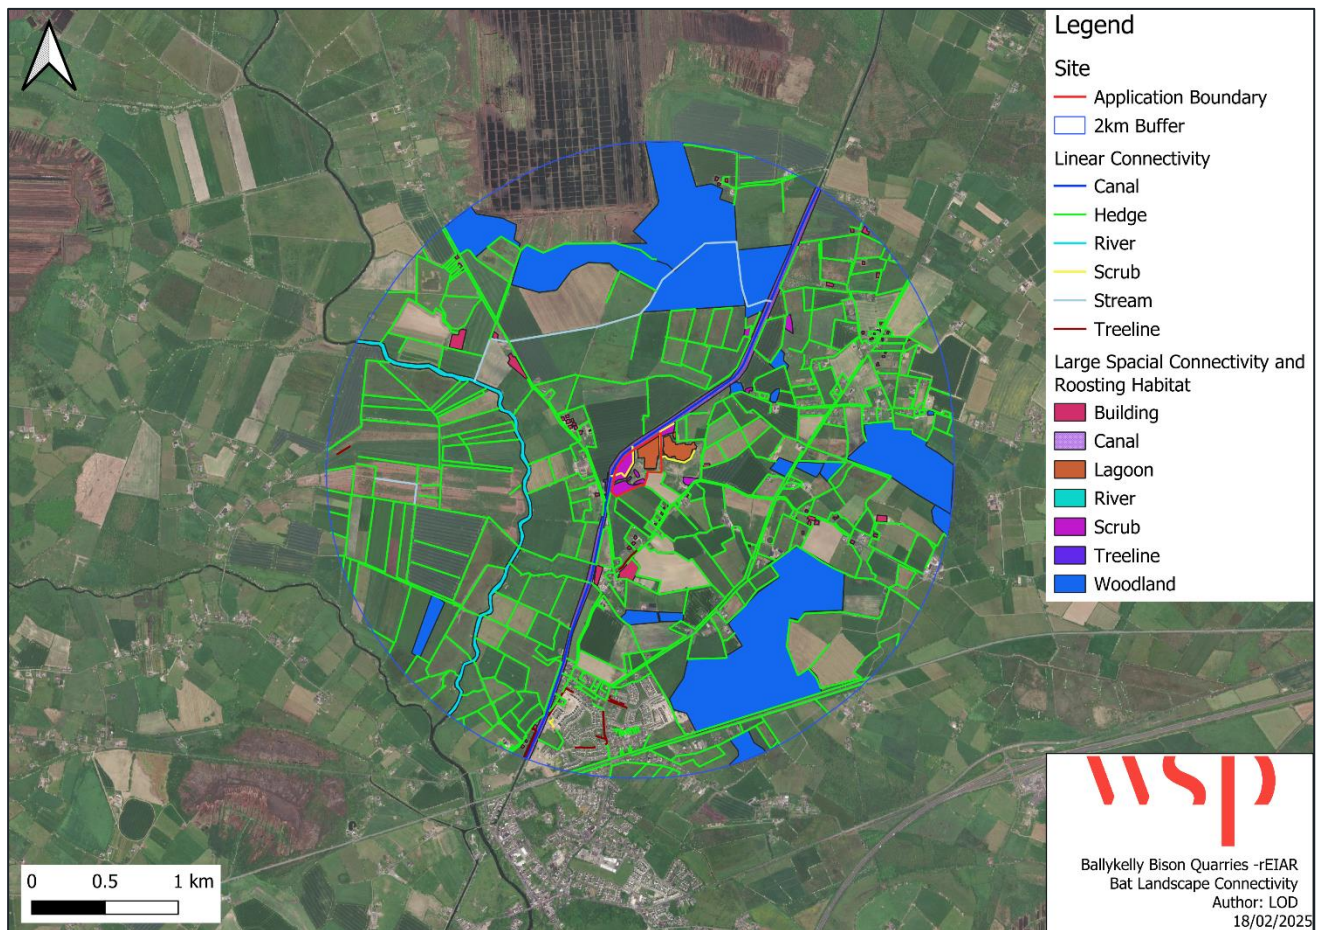 Legend
Site
Application Boundary
2km Buffer
Linear Connectivity
Canal
Hedge
River
Scrub
Stream
Treeline
Large Spacial Connectivity and
Roosting Habitat
Building
Canal
Lagoon
River
Scrub
Treeline
Woodland
0 0.5 1 km
wsp
Ballykelly Bison Quarries -rEIAR
Bat Landscape Connectivity
Author: LOD
18/02/2025